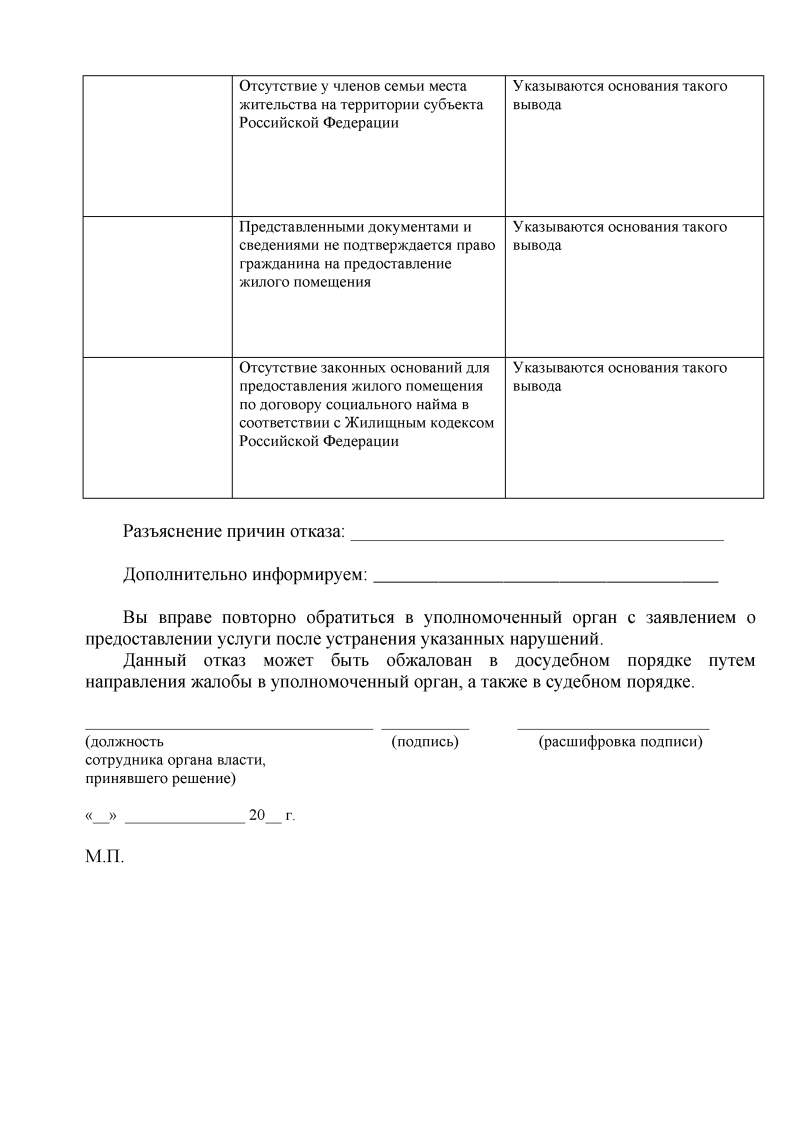 Отсутствие у членов семьи места
жительства на территории субъекта
Российской Федерации
Указываются основания такого
вывода
Представленными документами и
сведениями не подтверждается право
гражданина на предоставление
жилого помещения
Указываются основания такого
вывода
Отсутствие законных оснований для
предоставления жилого помещения
по договору социального найма в
соответствии с Жилищным кодексом
Российской Федерации
Указываются основания такого
вывода
Разъяснение причин отказа: ______________________________________
Дополнительно информируем: ___________________________________
Вы вправе повторно обратиться в уполномоченный орган с заявлением о
предоставлении услуги после устранения указанных нарушений.
Данный отказ может быть обжалован в досудебном порядке путем
направления жалобы в уполномоченный орган, а также в судебном порядке.
____________________________________ ___________ ________________________
(должность (подпись) (расшифровка подписи)
сотрудника органа власти,
принявшего решение)
«__» _______________ 20__ г.
М.П.